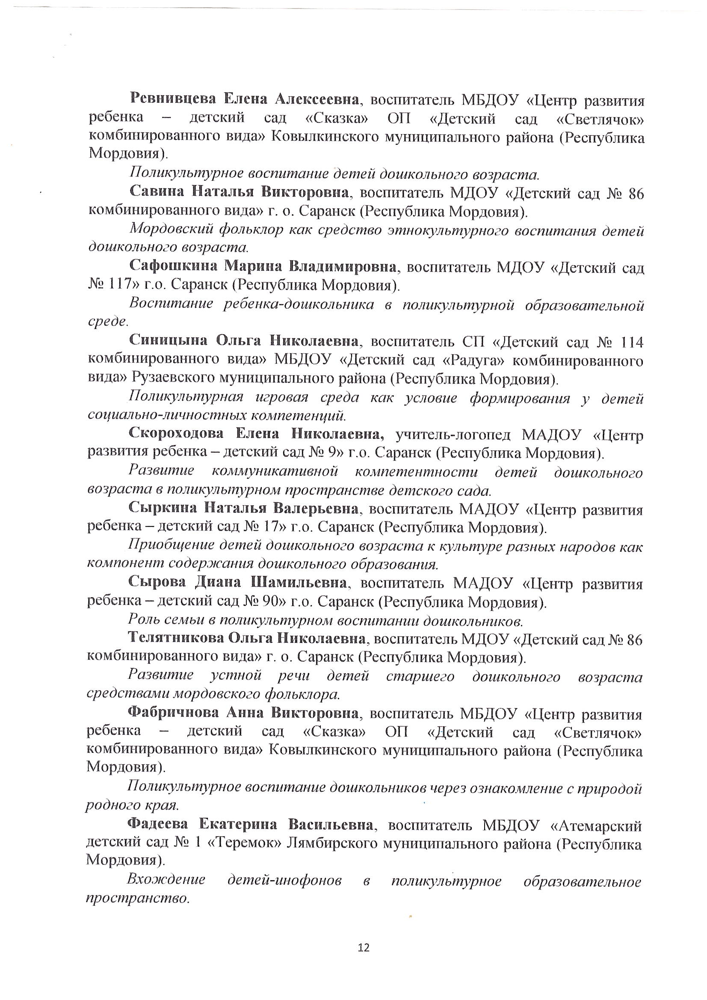 Ревнивцева Елена Алексеевна, воспитатель МБДОУ «Центр развития
ребенка – детский сад «Сказка» ОП «Детский сад «Светлячок»
комбинированного вида» Ковылкинского муниципального района (Республика
Мордовия).
Поликультурное воспитание детей дошкольного возраста.
Савина Наталья Викторовна, воспитатель МДОУ «Детский сад № 86
комбинированного вида» г. о. Саранск (Республика Мордовия).
Мордовский фольклор как средство этнокультурного воспитания детей
дошкольного возраста.
Сафошкина Марина Владимировна, воспитатель МДОУ «Детский сад
№ 117» г.о. Саранск (Республика Мордовия).
Воспитание ребенка-дошкольника в поликультурной образовательной
среде.
Синицына Ольга Николаевна, воспитатель СП «Детский сад № 114
комбинированного вида» МБДОУ «Детский сад «Радуга» комбинированного
вида» Рузаевского муниципального района (Республика Мордовия).
Поликультурная игровая среда как условие формирования у детей
социально-личностных компетенций.
Скороходова Елена Николаевна, учитель-логопед МАДОУ «Центр
развития ребенка – детский сад № 9» г.о. Саранск (Республика Мордовия).
Развитие коммуникативной компетентности детей дошкольного
возраста в поликультурном пространстве детского сада.
Сыркина Наталья Валерьевна, воспитатель МАДОУ «Центр развития
ребенка – детский сад № 17» г.о. Саранск (Республика Мордовия).
Приобщение детей дошкольного возраста к культуре разных народов как
компонент содержания дошкольного образования.
Сырова Диана Шамильевна, воспитатель МАДОУ «Центр развития
ребенка – детский сад № 90» г.о. Саранск (Республика Мордовия).
Роль семьи в поликультурном воспитании дошкольников.
Телятникова Ольга Николаевна, воспитатель МДОУ «Детский сад № 86
комбинированного вида» г. о. Саранск (Республика Мордовия).
Развитие устной речи детей старшего дошкольного возраста
средствами мордовского фольклора.
Фабричнова Анна Викторовна, воспитатель МБДОУ «Центр развития
ребенка – детский сад «Сказка» ОП «Детский сад «Светлячок»
комбинированного вида» Ковылкинского муниципального района (Республика
Мордовия).
Поликультурное воспитание дошкольников через ознакомление с природой
родного края.
Фадеева Екатерина Васильевна, воспитатель МБДОУ «Атемарский
детский сад № 1 «Теремок» Лямбирского муниципального района (Республика
Мордовия).
Вхождение детей-инофонов в поликультурное образовательное
пространство.
12